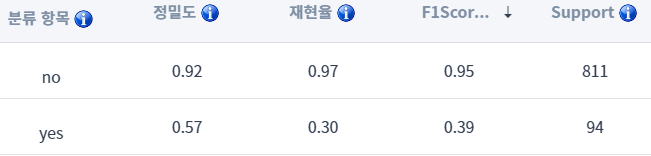 분류 항목 정밀도 재현율 F1Scor... ↓ Support
no 0.92 0.97 0.95 811
yes 0.57 0.30 0.39 94